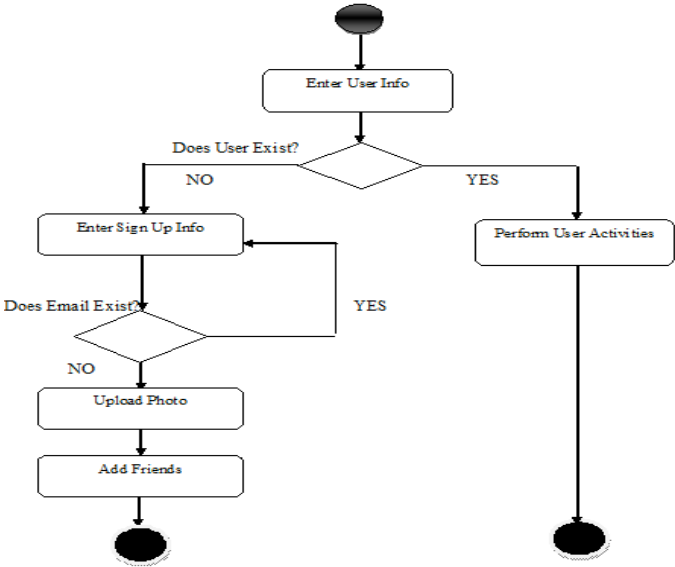 Enter User Info
Does User Exist?
NO
YES
Enter Sign Up Info
Perform User Activities
Does Email Exist?
YES
NO
Upload Photo
Add Friends